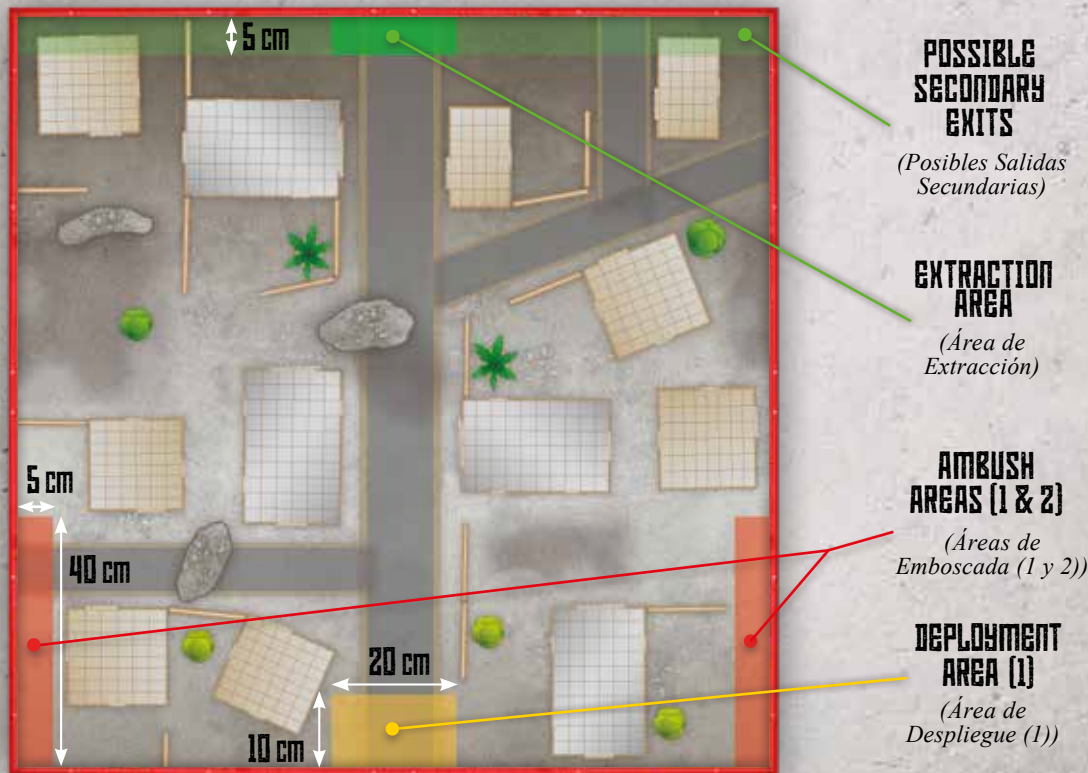 5 cm
POSSIBLE
SECONDARY
EXITS
(Posibles Salidas
Secundarias)
EXTRACTION
AREA
(Área de
Extracción)
5 cm
40 cm
AMBUSH
AREAS (1 & 2)
(Áreas de
Emboscada (1 y 2))
20 cm
10 cm
DEPLOYMENT
AREA (1)
(Área de
Despliegue (1))